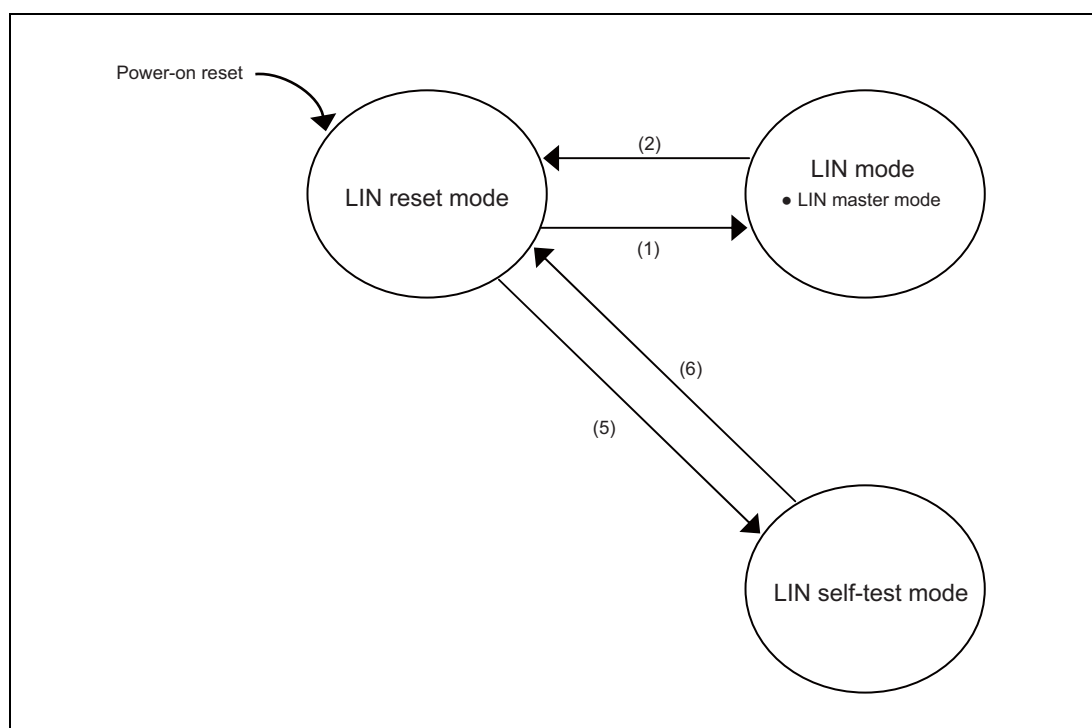 Power-on reset
(2)
LIN mode
● LIN master mode
LIN reset mode
(1)
(6)
(5)
LIN self-test mode